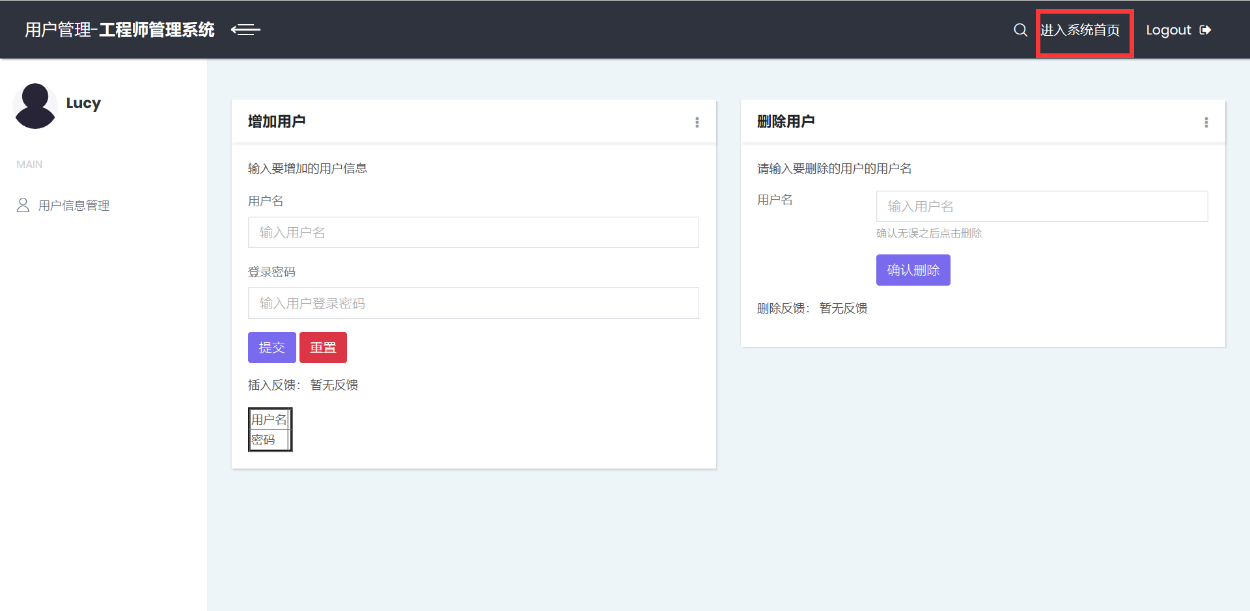 用户管理-工程师管理系统
进入系统首页
Logout
Lucy
MAIN
用户信息管理
增加用户
输入要增加的用户信息
用户名
输入用户名
登录密码
输入用户登录密码
提交 重置
插入反馈： 暂无反馈
用户名
密码
删除用户
请输入要删除的用户的用户名
用户名
输入用户名
确认无误之后点击删除
确认删除
删除反馈： 暂无反馈